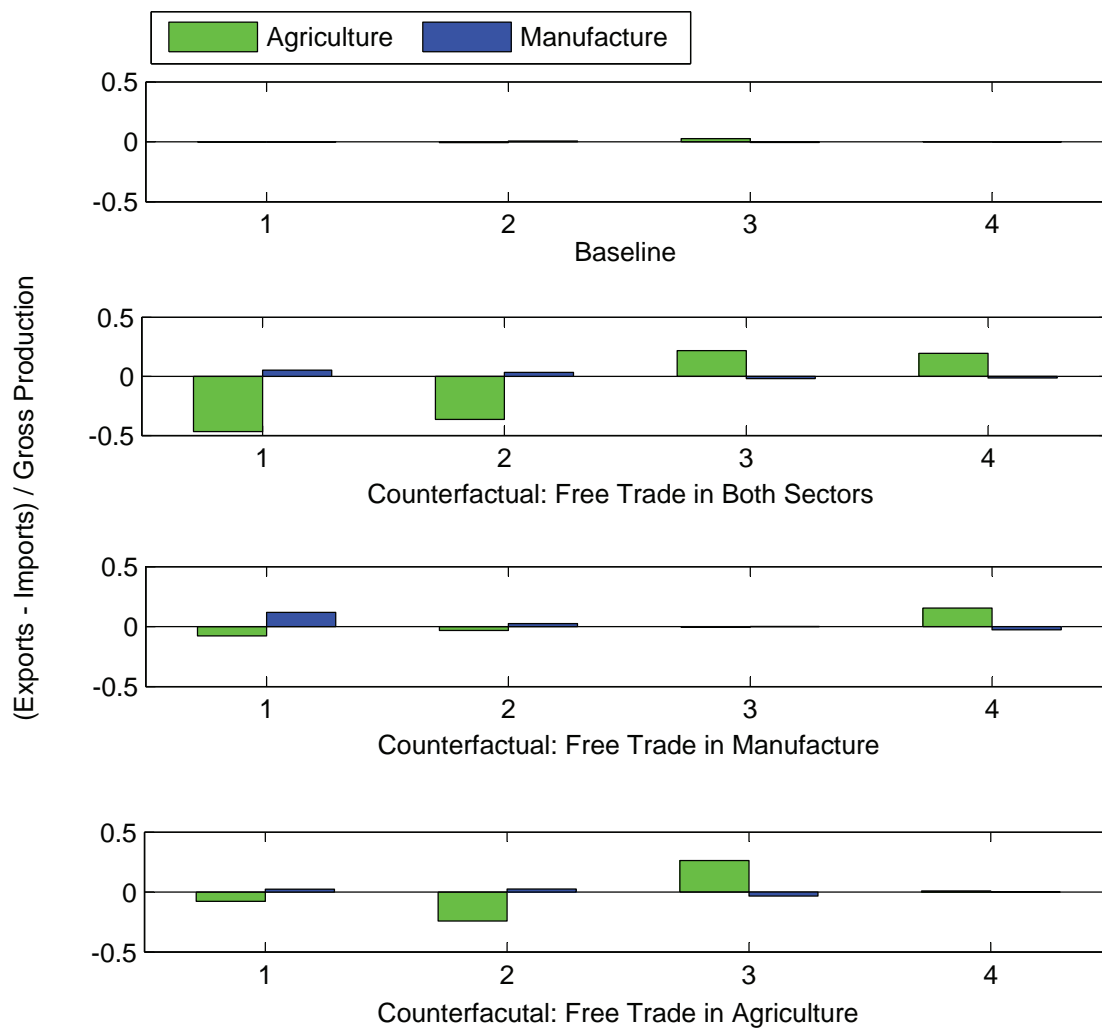 Agriculture Manufacture
(Exports - Imports) / Gross Production
0.5
0
-0.5
1 2 3 4
Baseline
0.5
0
-0.5
1 2 3 4
Counterfactual: Free Trade in Both Sectors
0.5
0
-0.5
1 2 3 4
Counterfactual: Free Trade in Manufacture
0.5
0
-0.5
1 2 3 4
Counterfacutal: Free Trade in Agriculture